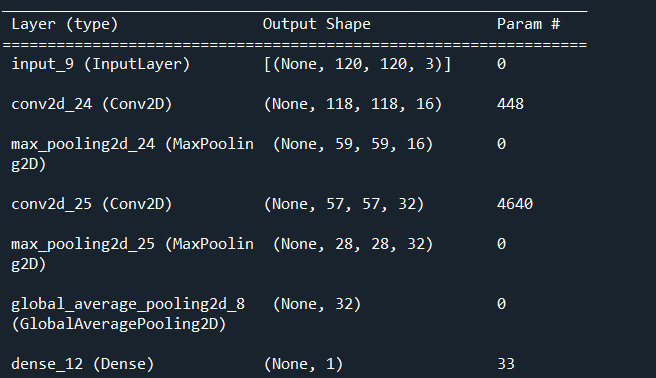 Layer (type) Output Shape Param #
=================================================================
input_9 (InputLayer) [(None, 120, 120, 3)] 0
conv2d_24 (Conv2D) (None, 118, 118, 16) 448
max_pooling2d_24 (MaxPoolin (None, 59, 59, 16) 0
g2D)
conv2d_25 (Conv2D) (None, 57, 57, 32) 4640
max_pooling2d_25 (MaxPoolin (None, 28, 28, 32) 0
g2D)
global_average_pooling2d_8 (None, 32) 0
(GlobalAveragePooling2D)
dense_12 (Dense) (None, 1) 33